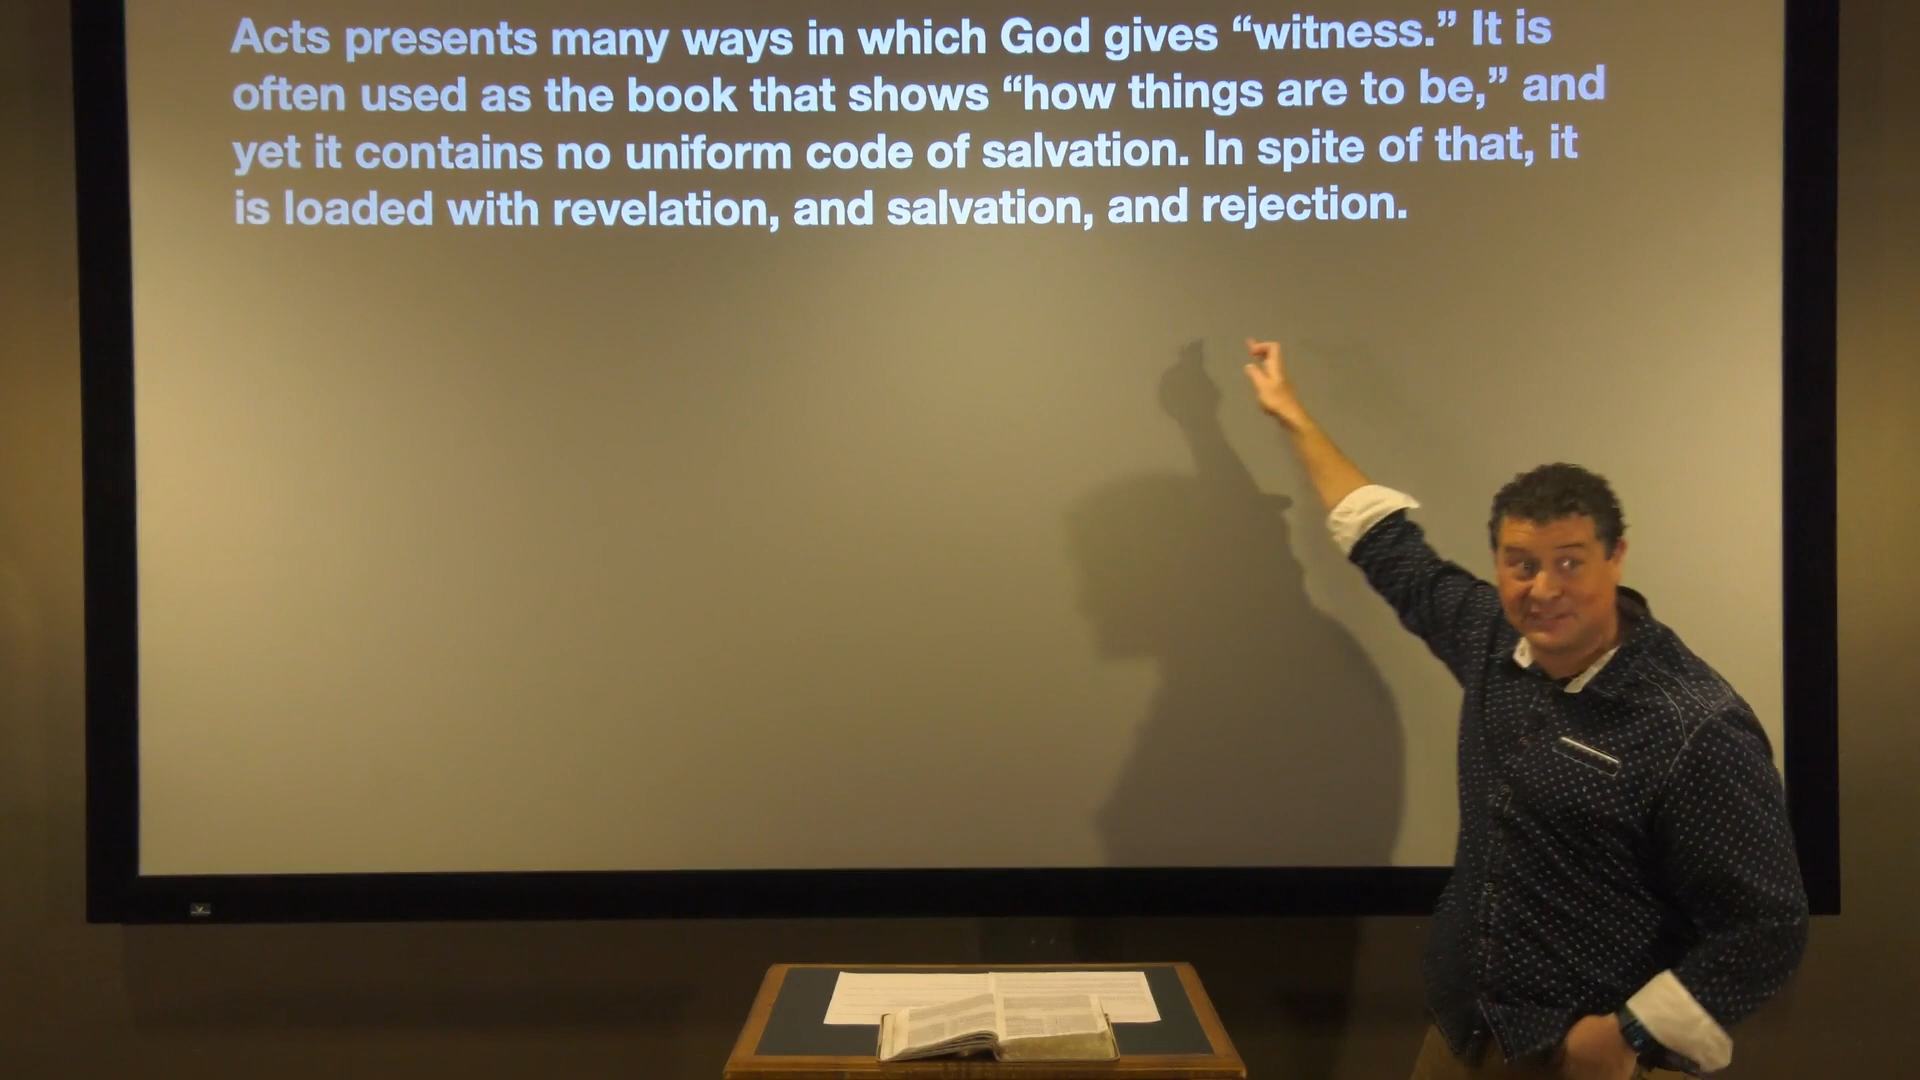 Acts presents many ways in which God gives “witness.” It is
often used as the book that shows “how things are to be,” and
yet it contains no uniform code of salvation. In spite of that, it
is loaded with revelation, and salvation, and rejection.